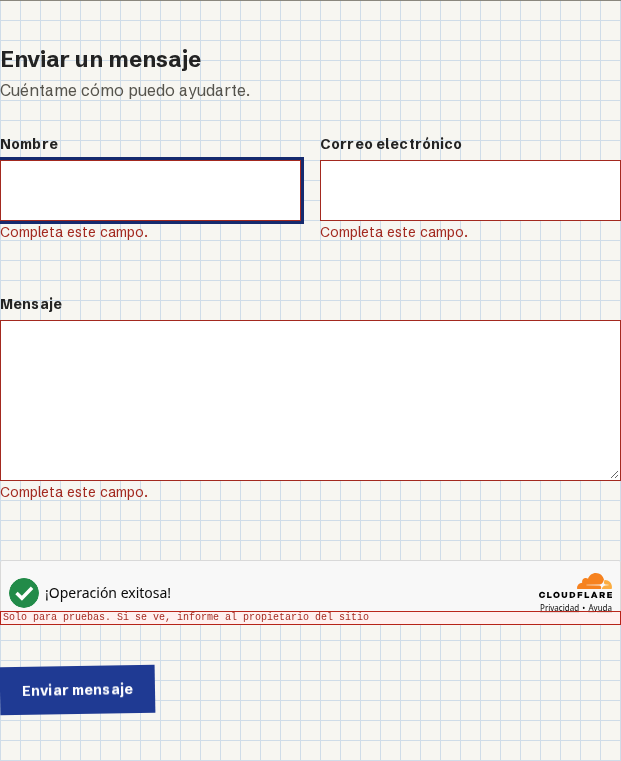 Enviar un mensaje
Cuéntame cómo puedo ayudarte.
Nombre
Correo electrónico
Completa este campo.
Completa este campo.
Mensaje
Completa este campo.
¡Operación exitosa!
CLOUDFLARE
Privacidad • Ayuda
Solo para pruebas. Si se ve, informe al propietario del sitio
Enviar mensaje